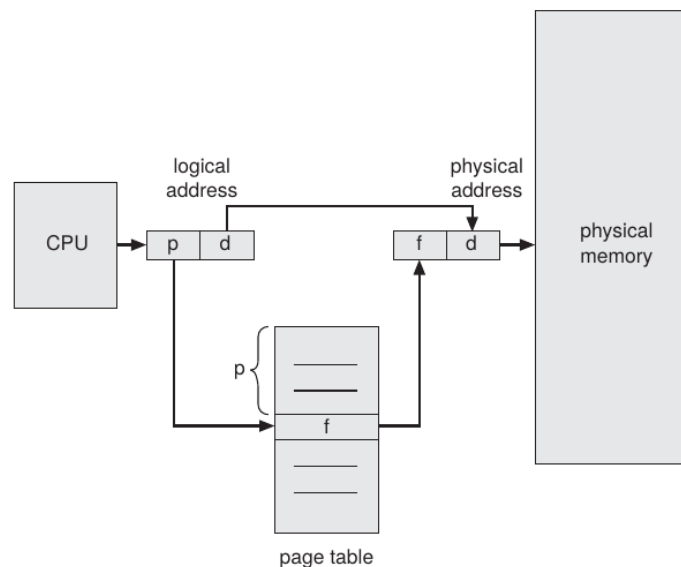 logical
address
physical
address
CPU
p
d
f
d
physical
memory
p
f
page table